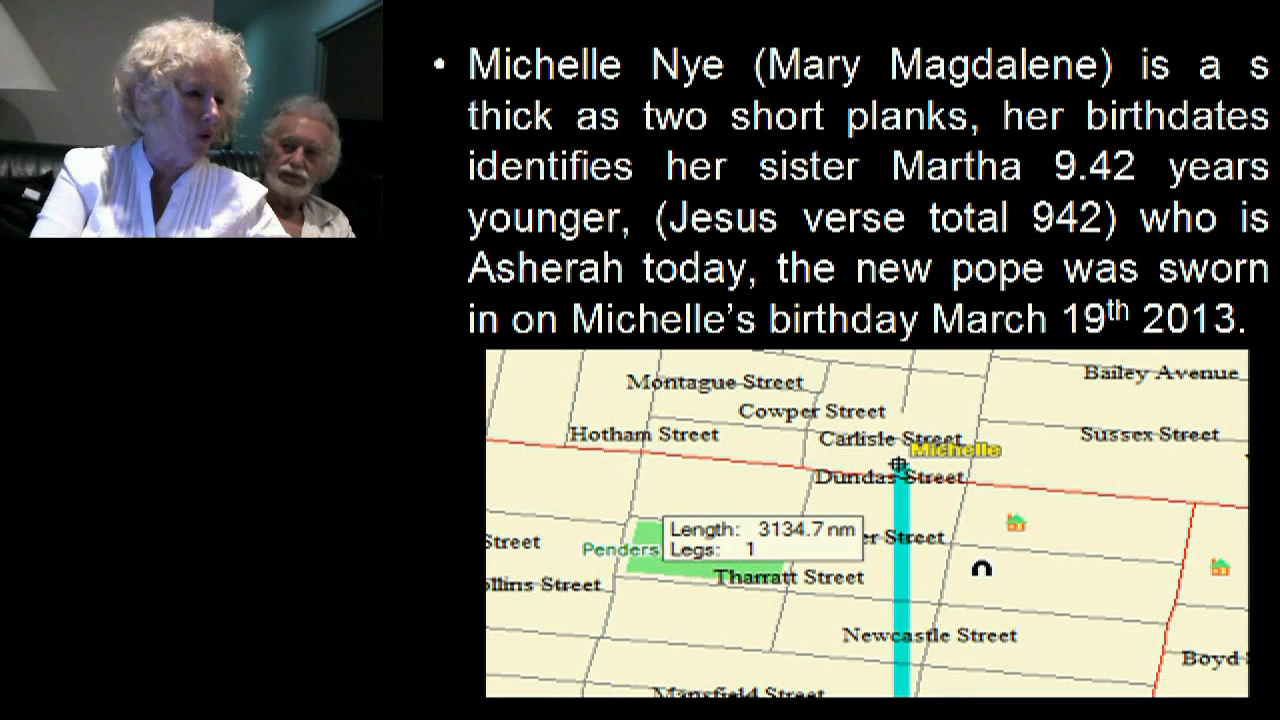 • Michelle Nye (Mary Magdalene) is a s
thick as two short planks, her birthdates
identifies her sister Martha 9.42 years
younger, (Jesus verse total 942) who is
Asherah today, the new pope was sworn
in on Michelle’s birthday March 19th 2013.
Bailey Avenue
Montague Street
Cowper Street
Hotham Street
Carlisle Street
Sussex Street
Michelle
Dundas Street
Length: 3134.7 nm
Legs: 1
er Street
Street
Penders
Tharratt Street
ollins Street
Newcastle Street
Boyd
Mansfield Street